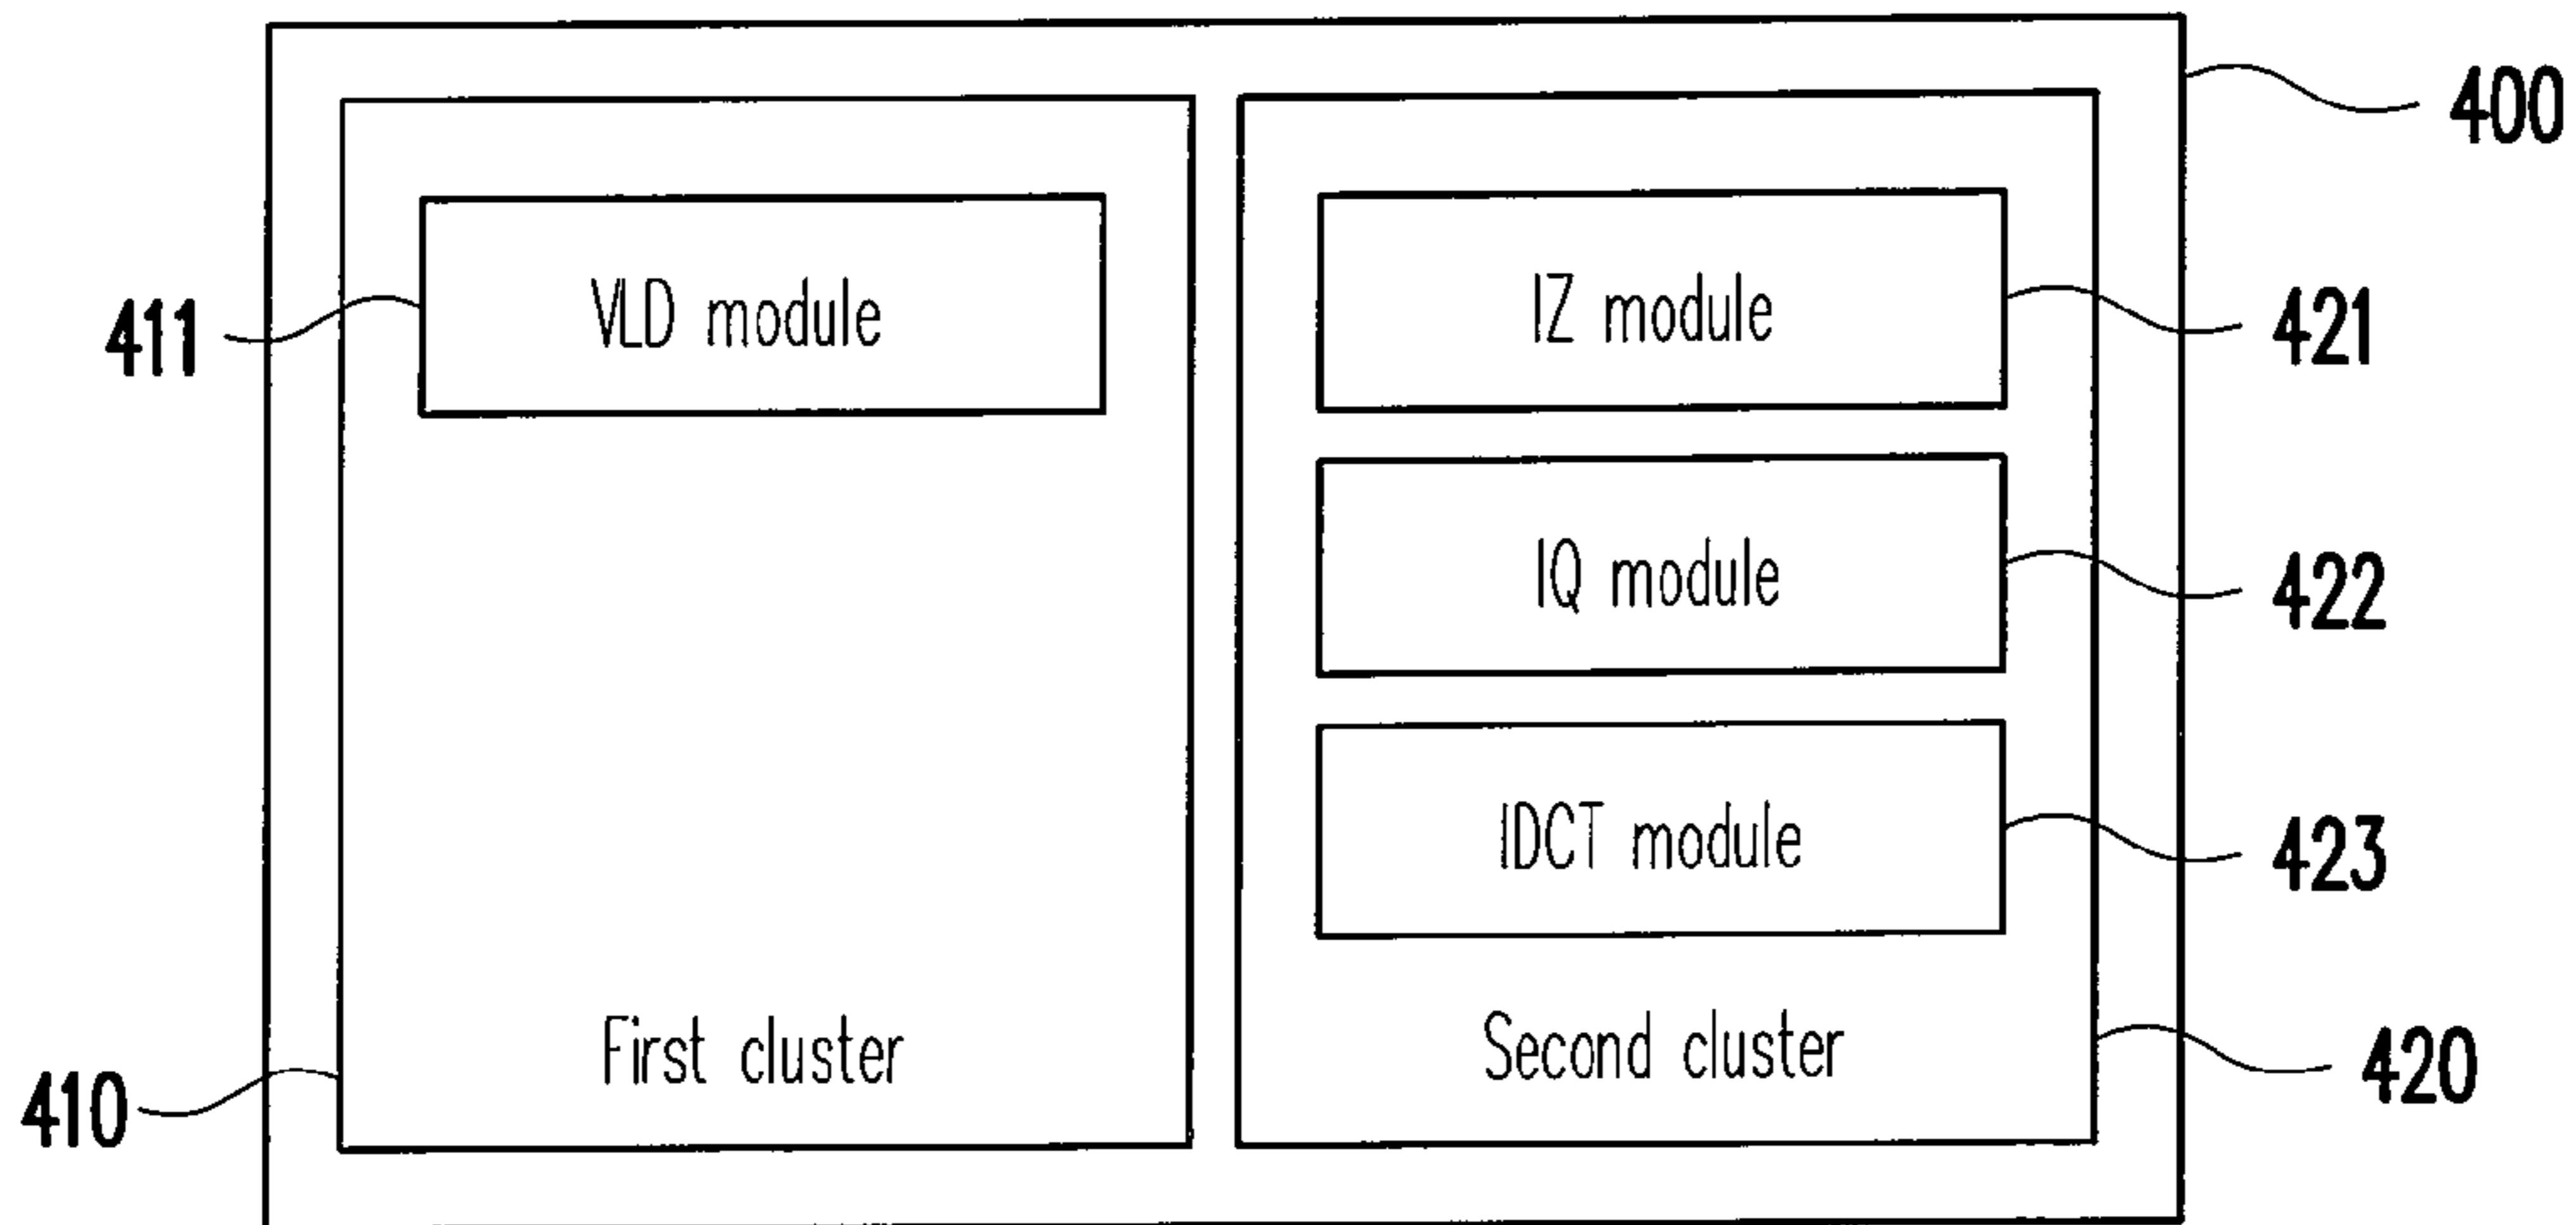 400
VLD module
IZ module
411
421
IQ module
422
IDCT module
423
First cluster
Second cluster
410
420